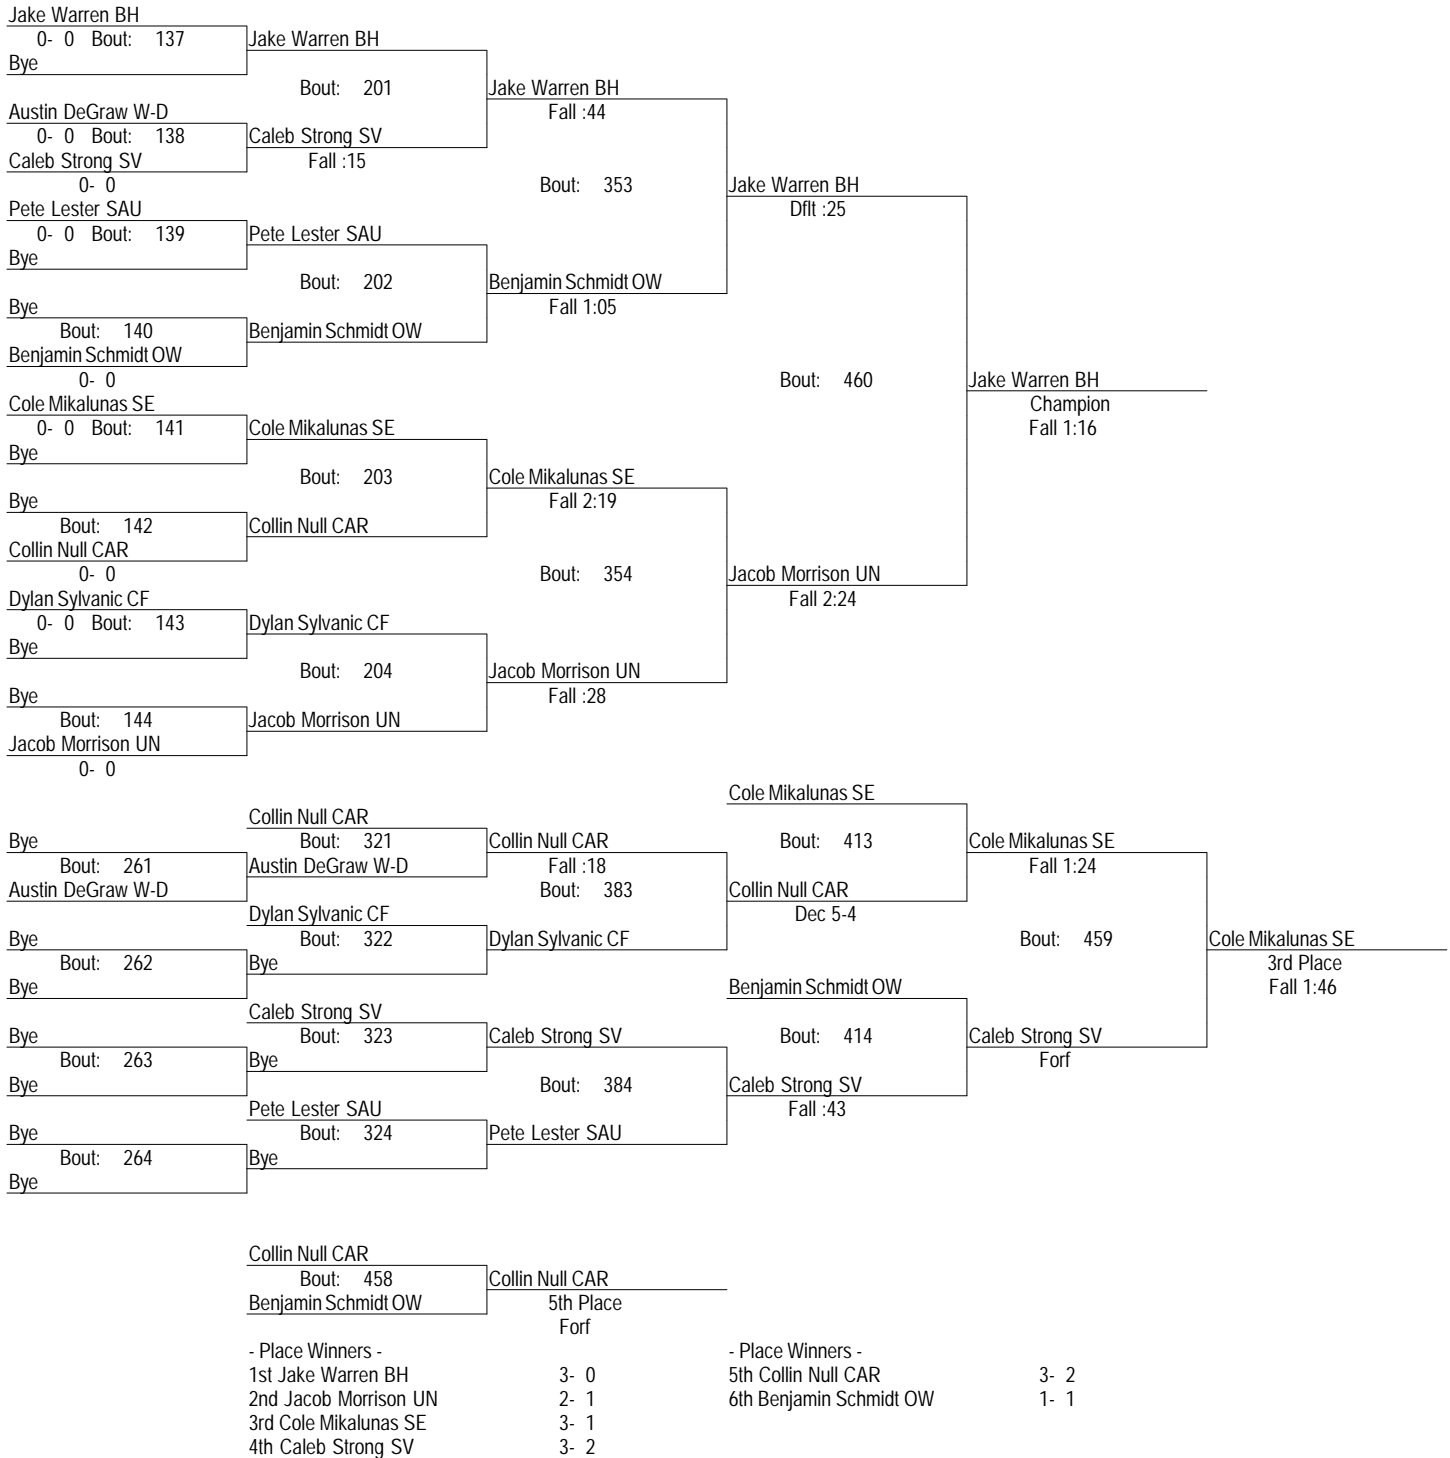 Jake Warren BH
0- 0 Bout: 137 Jake Warren BH
Bye
Bout: 201 Jake Warren BH
Austin DeGraw W-D Fall :44
0- 0 Bout: 138 Caleb Strong SV
Caleb Strong SV Fall :15
0- 0 Bout: 353 Jake Warren BH
Pete Lester SAU Dflt :25
0- 0 Bout: 139 Pete Lester SAU
Bye
Bout: 202 Benjamin Schmidt OW
Bye Fall 1:05
Bout: 140 Benjamin Schmidt OW
Benjamin Schmidt OW
0- 0 Bout: 460 Jake Warren BH
Cole Mikalunas SE Champion
0- 0 Bout: 141 Cole Mikalunas SE Fall 1:16
Bye
Bout: 203 Cole Mikalunas SE
Bye Fall 2:19
Bout: 142 Collin Null CAR
Collin Null CAR
0- 0 Bout: 354 Jacob Morrison UN
Dylan Sylvanic CF Fall 2:24
0- 0 Bout: 143 Dylan Sylvanic CF
Bye
Bout: 204 Jacob Morrison UN
Bye Fall :28
Bout: 144 Jacob Morrison UN
Jacob Morrison UN
0- 0
Cole Mikalunas SE
Collin Null CAR
Bye Bout: 321 Collin Null CAR Bout: 413 Cole Mikalunas SE
Bout: 261 Austin DeGraw W-D Fall :18 Fall 1:24
Austin DeGraw W-D Bout: 383 Collin Null CAR
Dylan Sylvanic CF Dec 5-4
Bye Bout: 322 Dylan Sylvanic CF Bout: 459 Cole Mikalunas SE
Bout: 262 Bye 3rd Place
Bye Benjamin Schmidt OW Fall 1:46
Caleb Strong SV
Bye Bout: 323 Caleb Strong SV Bout: 414 Caleb Strong SV
Bout: 263 Bye Forf
Bye Bout: 384 Caleb Strong SV
Pete Lester SAU Fall :43
Bye Bout: 324 Pete Lester SAU
Bout: 264 Bye
Bye
Collin Null CAR
Bout: 458 Collin Null CAR
Benjamin Schmidt OW 5th Place
Forf
- Place Winners - - Place Winners -
1st Jake Warren BH 3- 0 5th Collin Null CAR 3- 2
2nd Jacob Morrison UN 2- 1 6th Benjamin Schmidt OW 1- 1
3rd Cole Mikalunas SE 3- 1
4th Caleb Strong SV 3- 2